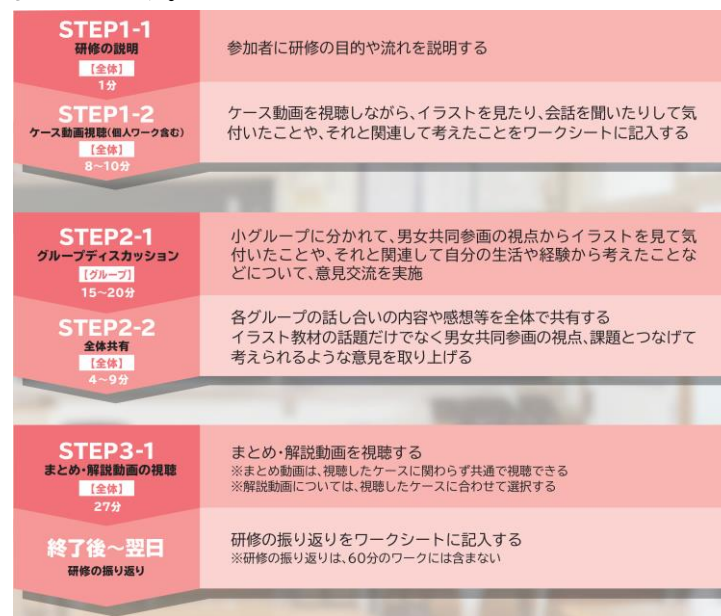 STEP1-1
研修の説明
【全体】
1分
参加者に研修の目的や流れを説明する
STEP1-2
ケース動画視聴(個人ワーク含む)
【全体】
8~10分
ケース動画を視聴しながら、イラストを見たり、会話を聞いたりして気
付いたことや、それと関連して考えたことをワークシートに記入する
STEP2-1
グループディスカッション
【グループ】
15~20分
小グループに分かれて、男女共同参画の視点からイラストを見て気
付いたことや、それと関連して自分の生活や経験から考えたことな
どについて、意見交流を実施
STEP2-2
全体共有
【全体】
4~9分
各グループの話し合いの内容や感想等を全体で共有する
イラスト教材の話題だけでなく男女共同参画の視点、課題とつなげて
考えられるような意見を取り上げる
STEP3-1
まとめ・解説動画の視聴
【全体】
27分
まとめ・解説動画を視聴する
※まとめ動画は、視聴したケースに関わらず共通で視聴できる
※解説動画については、視聴したケースに合わせて選択する
終了後~翌日
研修の振り返り
研修の振り返りをワークシートに記入する
※研修の振り返りは、60分のワークには含まない